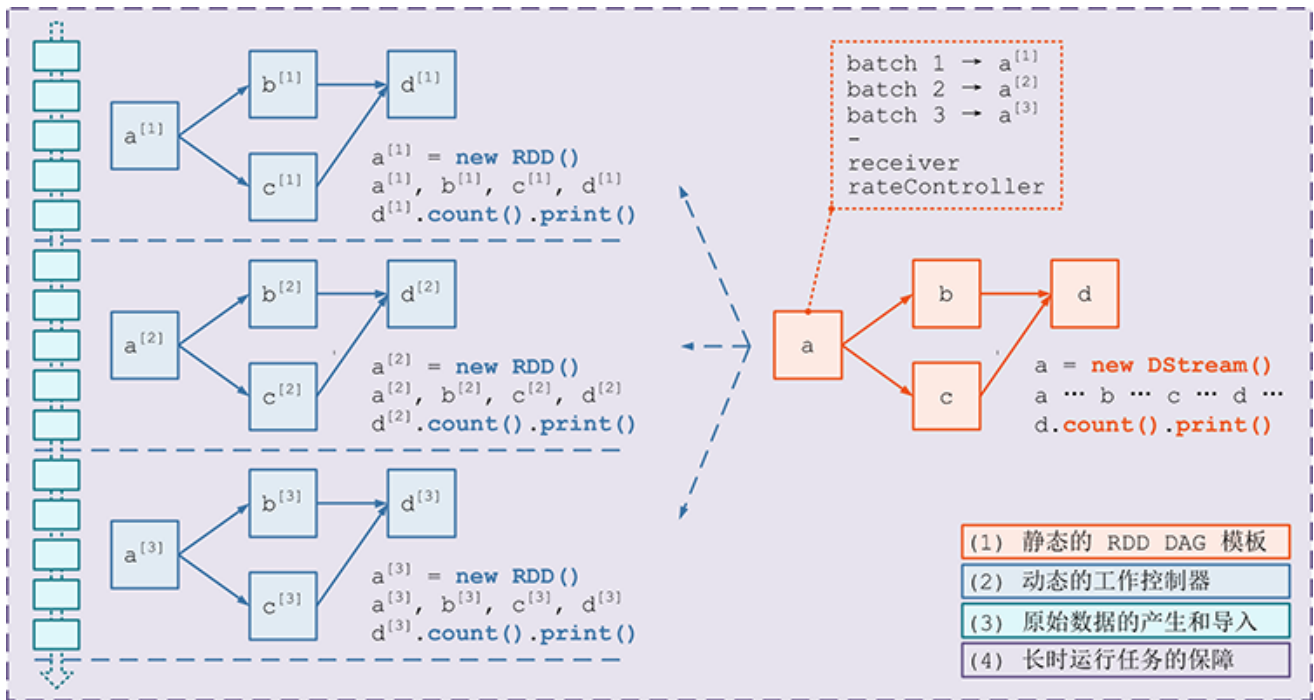 a[1]
b[1]
c[1]
d[1]
a[1] = new RDD()
a[1], b[1], c[1], d[1]
d[1].count().print()
a[2]
b[2]
c[2]
d[2]
a[2] = new RDD()
a[2], b[2], c[2], d[2]
d[2].count().print()
a[3]
b[3]
c[3]
d[3]
a[3] = new RDD()
a[3], b[3], c[3], d[3]
d[3].count().print()
batch 1 → a[1]
batch 2 → a[2]
batch 3 → a[3]
–
receiver
rateController
a
b
c
d
a = new DStream()
a … b … c … d …
d.count().print()
(1) 静态的 RDD DAG 模板
(2) 动态的工作控制器
(3) 原始数据的产生和导入
(4) 长时运行任务的保障